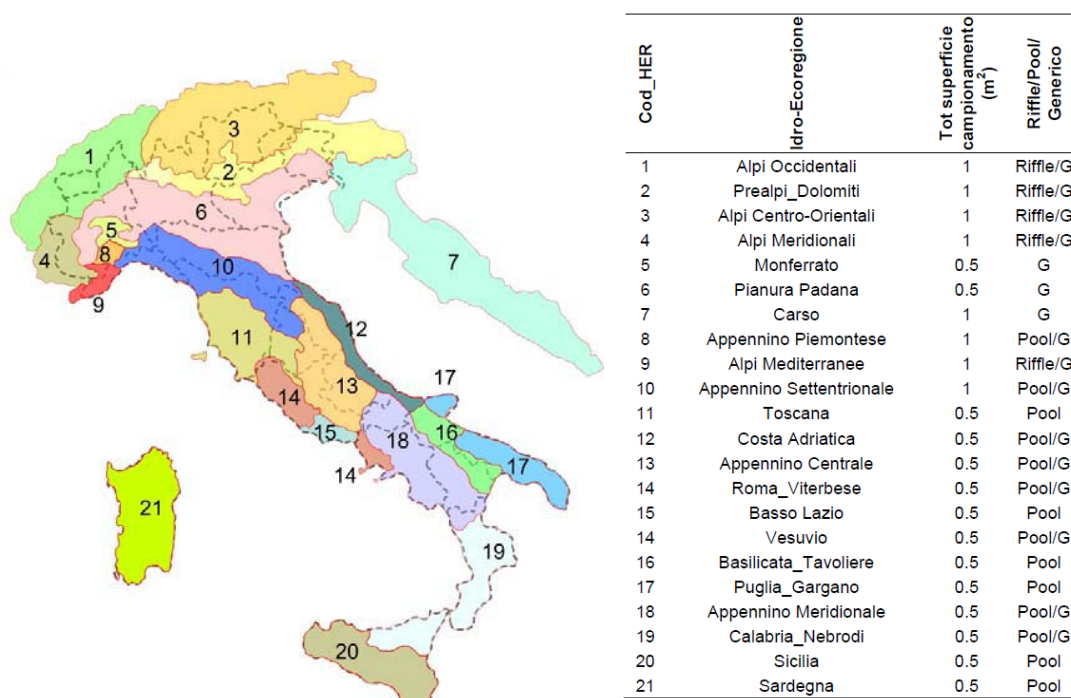 1
3
2
6
5
4
8
9
10
7
11
12
13
14
15
14
18
17
16
17
21
19
20
Cod_HER Idro-Ecoregione Tot superficie campionamento (m²) Riffle/Pool/ Generico
1 Alpi Occidentali 1 Riffle/G
2 Prealpi_Dolomiti 1 Riffle/G
3 Alpi Centro-Orientali 1 Riffle/G
4 Alpi Meridionali 1 Riffle/G
5 Monferrato 0.5 G
6 Pianura Padana 0.5 G
7 Carso 1 G
8 Appennino Piemontese 1 Pool/G
9 Alpi Mediterranee 1 Riffle/G
10 Appennino Settentrionale 1 Pool/G
11 Toscana 0.5 Pool
12 Costa Adriatica 0.5 Pool/G
13 Appennino Centrale 0.5 Pool/G
14 Roma_Viterbese 0.5 Pool/G
15 Basso Lazio 0.5 Pool
14 Vesuvio 0.5 Pool/G
16 Basilicata_Tavoliere 0.5 Pool
17 Puglia_Gargano 0.5 Pool
18 Appennino Meridionale 0.5 Pool/G
19 Calabria_Nebrodi 0.5 Pool/G
20 Sicilia 0.5 Pool
21 Sardegna 0.5 Pool